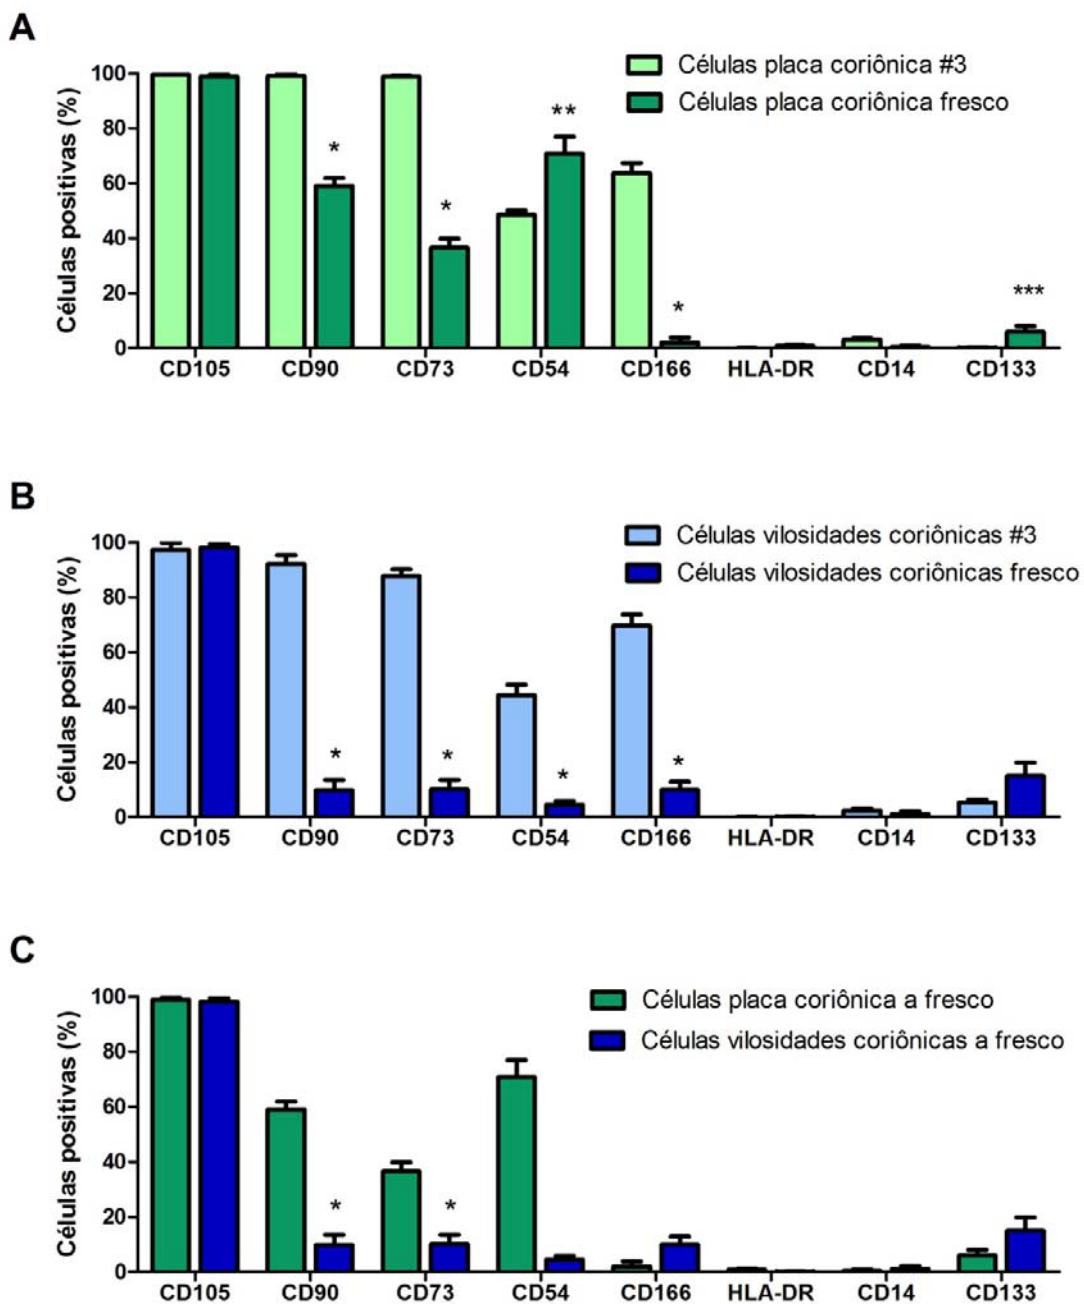 A
Células placa coriônica #3
Células placa coriônica fresco
Células positivas (%)
100
80
60
40
20
0
* * ** * ***
CD105 CD90 CD73 CD54 CD166 HLA-DR CD14 CD133
B
Células vilosidades coriônicas #3
Células vilosidades coriônicas fresco
Células positivas (%)
100
80
60
40
20
0
* * * *
CD105 CD90 CD73 CD54 CD166 HLA-DR CD14 CD133
C
Células placa coriônica a fresco
Células vilosidades coriônicas a fresco
Células positivas (%)
100
80
60
40
20
0
* *
CD105 CD90 CD73 CD54 CD166 HLA-DR CD14 CD133